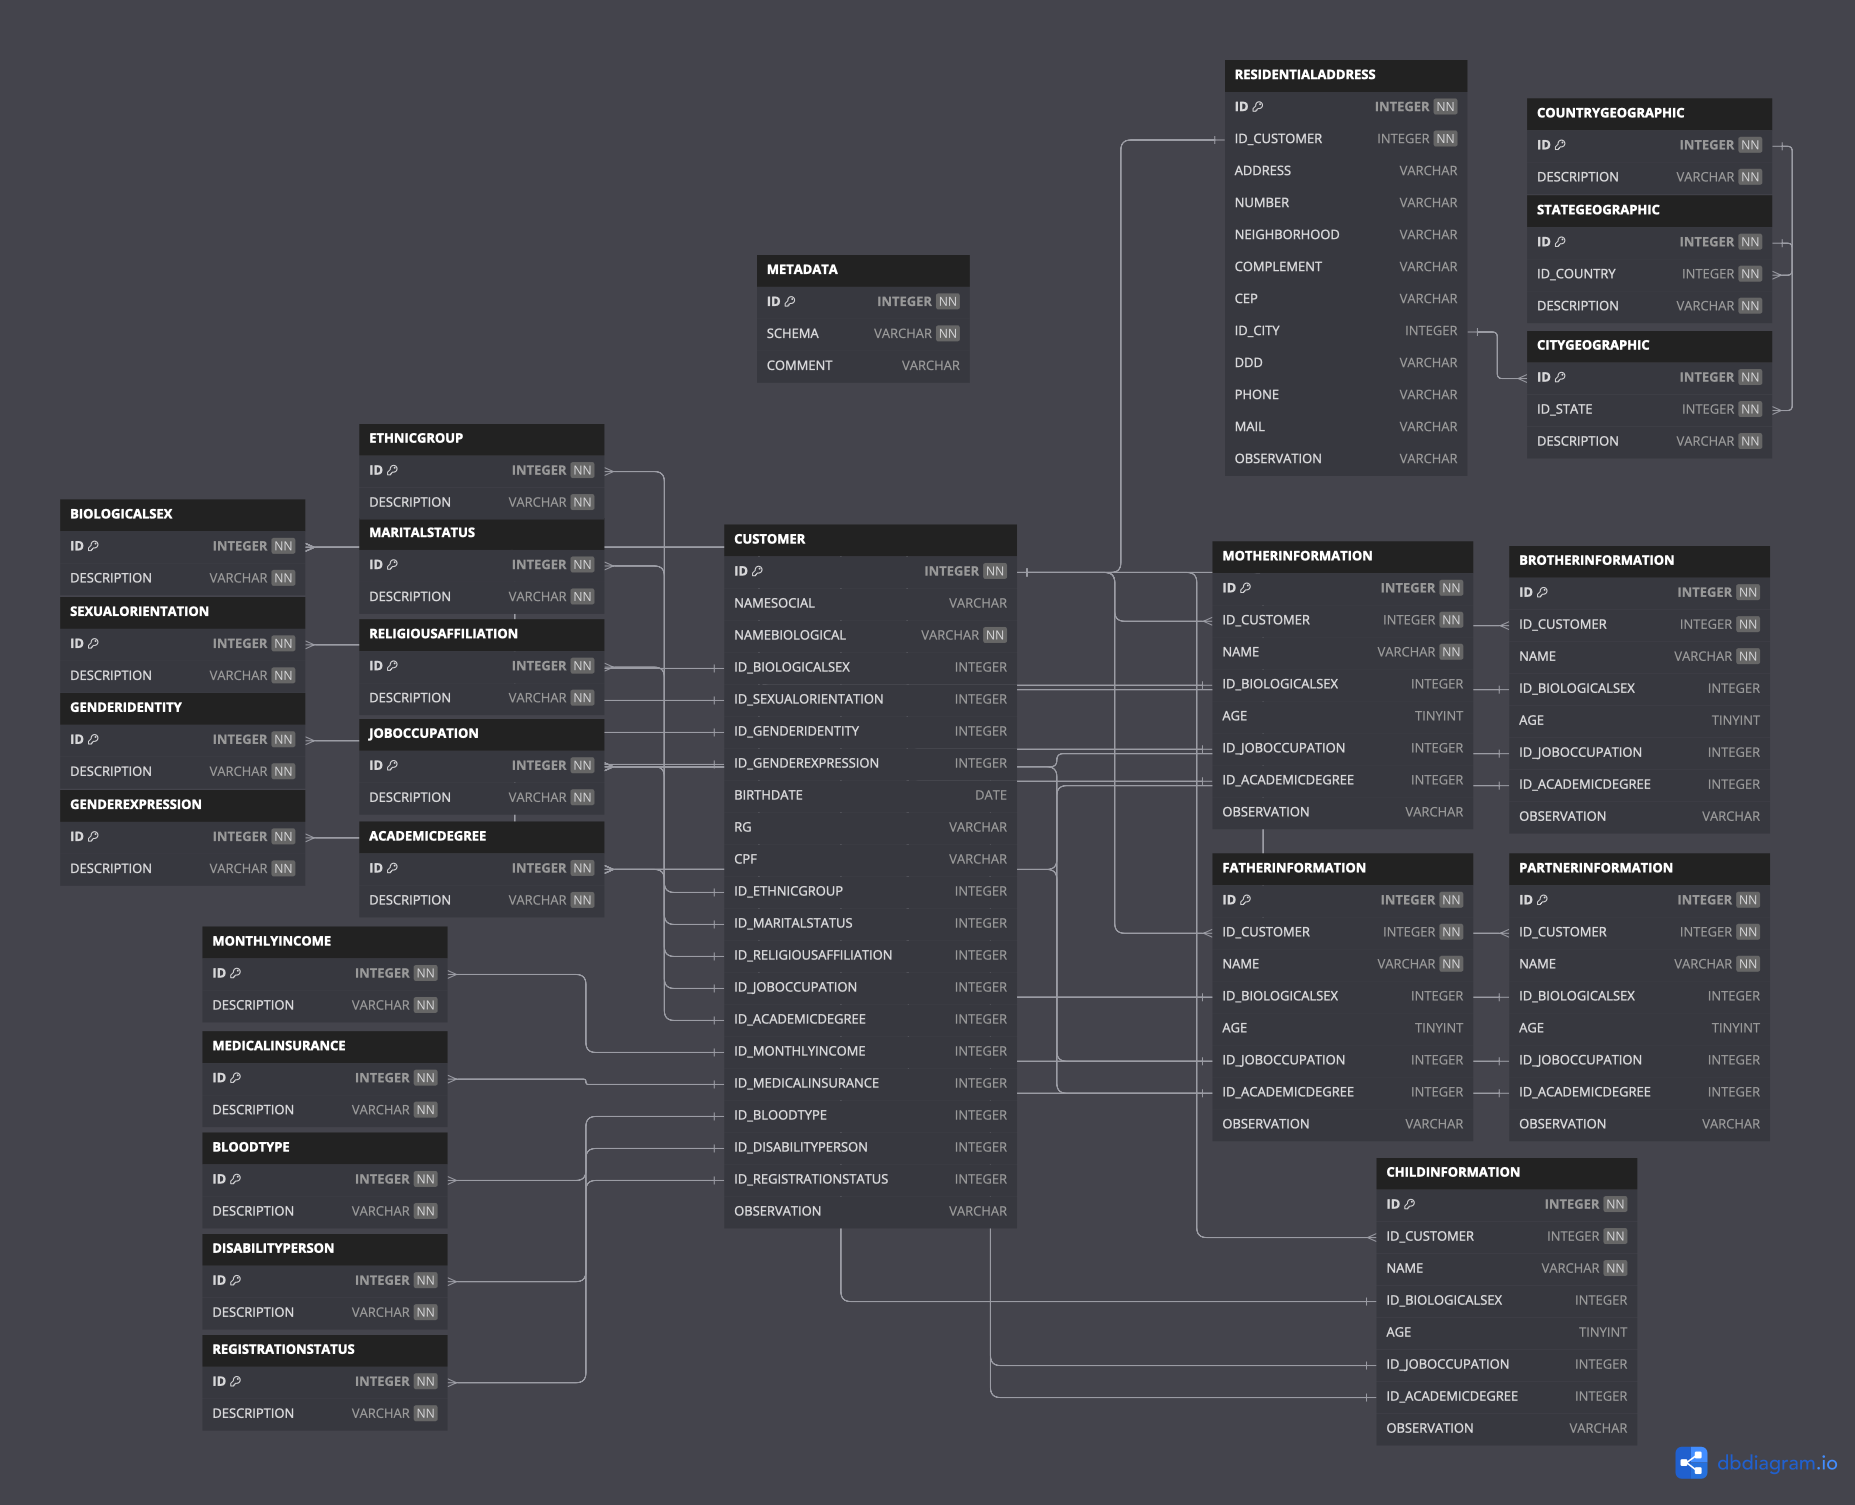 RESIDENTIALADDRESS
ID INTEGER NN
ID_CUSTOMER INTEGER NN
ADDRESS VARCHAR
NUMBER VARCHAR
NEIGHBORHOOD VARCHAR
COMPLEMENT VARCHAR
CEP VARCHAR
ID_CITY INTEGER
DDD VARCHAR
PHONE VARCHAR
MAIL VARCHAR
OBSERVATION VARCHAR
COUNTRYGEOGRAPHIC
ID INTEGER NN
DESCRIPTION VARCHAR NN
STATEGEOGRAPHIC
ID INTEGER NN
ID_COUNTRY INTEGER NN
DESCRIPTION VARCHAR NN
CITYGEOGRAPHIC
ID INTEGER NN
ID_STATE INTEGER NN
DESCRIPTION VARCHAR NN
METADATA
ID INTEGER NN
SCHEMA VARCHAR NN
COMMENT VARCHAR
ETHNICGROUP
ID INTEGER NN
DESCRIPTION VARCHAR NN
MARITALSTATUS
ID INTEGER NN
DESCRIPTION VARCHAR NN
RELIGIOUSAFFILIATION
ID INTEGER NN
DESCRIPTION VARCHAR NN
JOBOCCUPATION
ID INTEGER NN
DESCRIPTION VARCHAR NN
ACADEMICDEGREE
ID INTEGER NN
DESCRIPTION VARCHAR NN
BIOLOGICALSEX
ID INTEGER NN
DESCRIPTION VARCHAR NN
SEXUALORIENTATION
ID INTEGER NN
DESCRIPTION VARCHAR NN
GENDERIDENTITY
ID INTEGER NN
DESCRIPTION VARCHAR NN
GENDEREXPRESSION
ID INTEGER NN
DESCRIPTION VARCHAR NN
MONTHLYINCOME
ID INTEGER NN
DESCRIPTION VARCHAR NN
MEDICALINSURANCE
ID INTEGER NN
DESCRIPTION VARCHAR NN
BLOODTYPE
ID INTEGER NN
DESCRIPTION VARCHAR NN
DISABILITYPERSON
ID INTEGER NN
DESCRIPTION VARCHAR NN
REGISTRATIONSTATUS
ID INTEGER NN
DESCRIPTION VARCHAR NN
CUSTOMER
ID INTEGER NN
NAMESOCIAL VARCHAR
NAMEBIOLOGICAL VARCHAR NN
ID_BIOLOGICALSEX INTEGER
ID_SEXUALORIENTATION INTEGER
ID_GENDERIDENTITY INTEGER
ID_GENDEREXPRESSION INTEGER
BIRTHDATE DATE
RG VARCHAR
CPF VARCHAR
ID_ETHNICGROUP INTEGER
ID_MARITALSTATUS INTEGER
ID_RELIGIOUSAFFILIATION INTEGER
ID_JOBOCCUPATION INTEGER
ID_ACADEMICDEGREE INTEGER
ID_MONTHLYINCOME INTEGER
ID_MEDICALINSURANCE INTEGER
ID_BLOODTYPE INTEGER
ID_DISABILITYPERSON INTEGER
ID_REGISTRATIONSTATUS INTEGER
OBSERVATION VARCHAR
MOTHERINFORMATION
ID INTEGER NN
ID_CUSTOMER INTEGER NN
NAME VARCHAR NN
ID_BIOLOGICALSEX INTEGER
AGE TINYINT
ID_JOBOCCUPATION INTEGER
ID_ACADEMICDEGREE INTEGER
OBSERVATION VARCHAR
BROTHERINFORMATION
ID INTEGER NN
ID_CUSTOMER INTEGER NN
NAME VARCHAR NN
ID_BIOLOGICALSEX INTEGER
AGE TINYINT
ID_JOBOCCUPATION INTEGER
ID_ACADEMICDEGREE INTEGER
OBSERVATION VARCHAR
FATHERINFORMATION
ID INTEGER NN
ID_CUSTOMER INTEGER NN
NAME VARCHAR NN
ID_BIOLOGICALSEX INTEGER
AGE TINYINT
ID_JOBOCCUPATION INTEGER
ID_ACADEMICDEGREE INTEGER
OBSERVATION VARCHAR
PARTNERINFORMATION
ID INTEGER NN
ID_CUSTOMER INTEGER NN
NAME VARCHAR NN
ID_BIOLOGICALSEX INTEGER
AGE TINYINT
ID_JOBOCCUPATION INTEGER
ID_ACADEMICDEGREE INTEGER
OBSERVATION VARCHAR
CHILDINFORMATION
ID INTEGER NN
ID_CUSTOMER INTEGER NN
NAME VARCHAR NN
ID_BIOLOGICALSEX INTEGER
AGE TINYINT
ID_JOBOCCUPATION INTEGER
ID_ACADEMICDEGREE INTEGER
OBSERVATION VARCHAR
dbdiagram.io